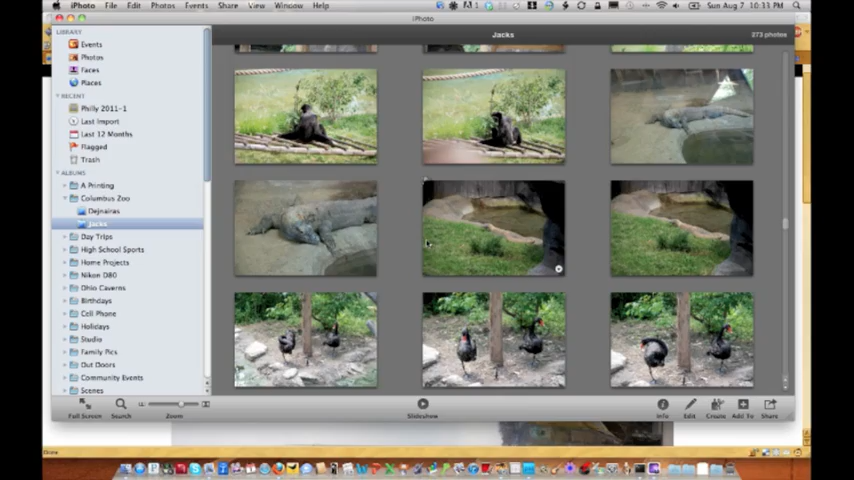 iPhoto File Edit Photos Events Share View Window Help
Sun Aug 7 10:33 PM
iPhoto
Jacks
273 photos
LIBRARY
Events
Photos
Faces
Places
RECENT
Philly 2011-1
Last Import
Last 12 Months
Flagged
Trash
ALBUMS
A Printing
Columbus Zoo
Dejnairas
Jacks
Day Trips
High School Sports
Home Projects
Nikon D80
Ohio Caverns
Birthdays
Cell Phone
Holidays
Studio
Family Pics
Out Doors
Community Events
Scenes
Full Screen Search Zoom Slideshow Info Edit Create Add To Share
Done